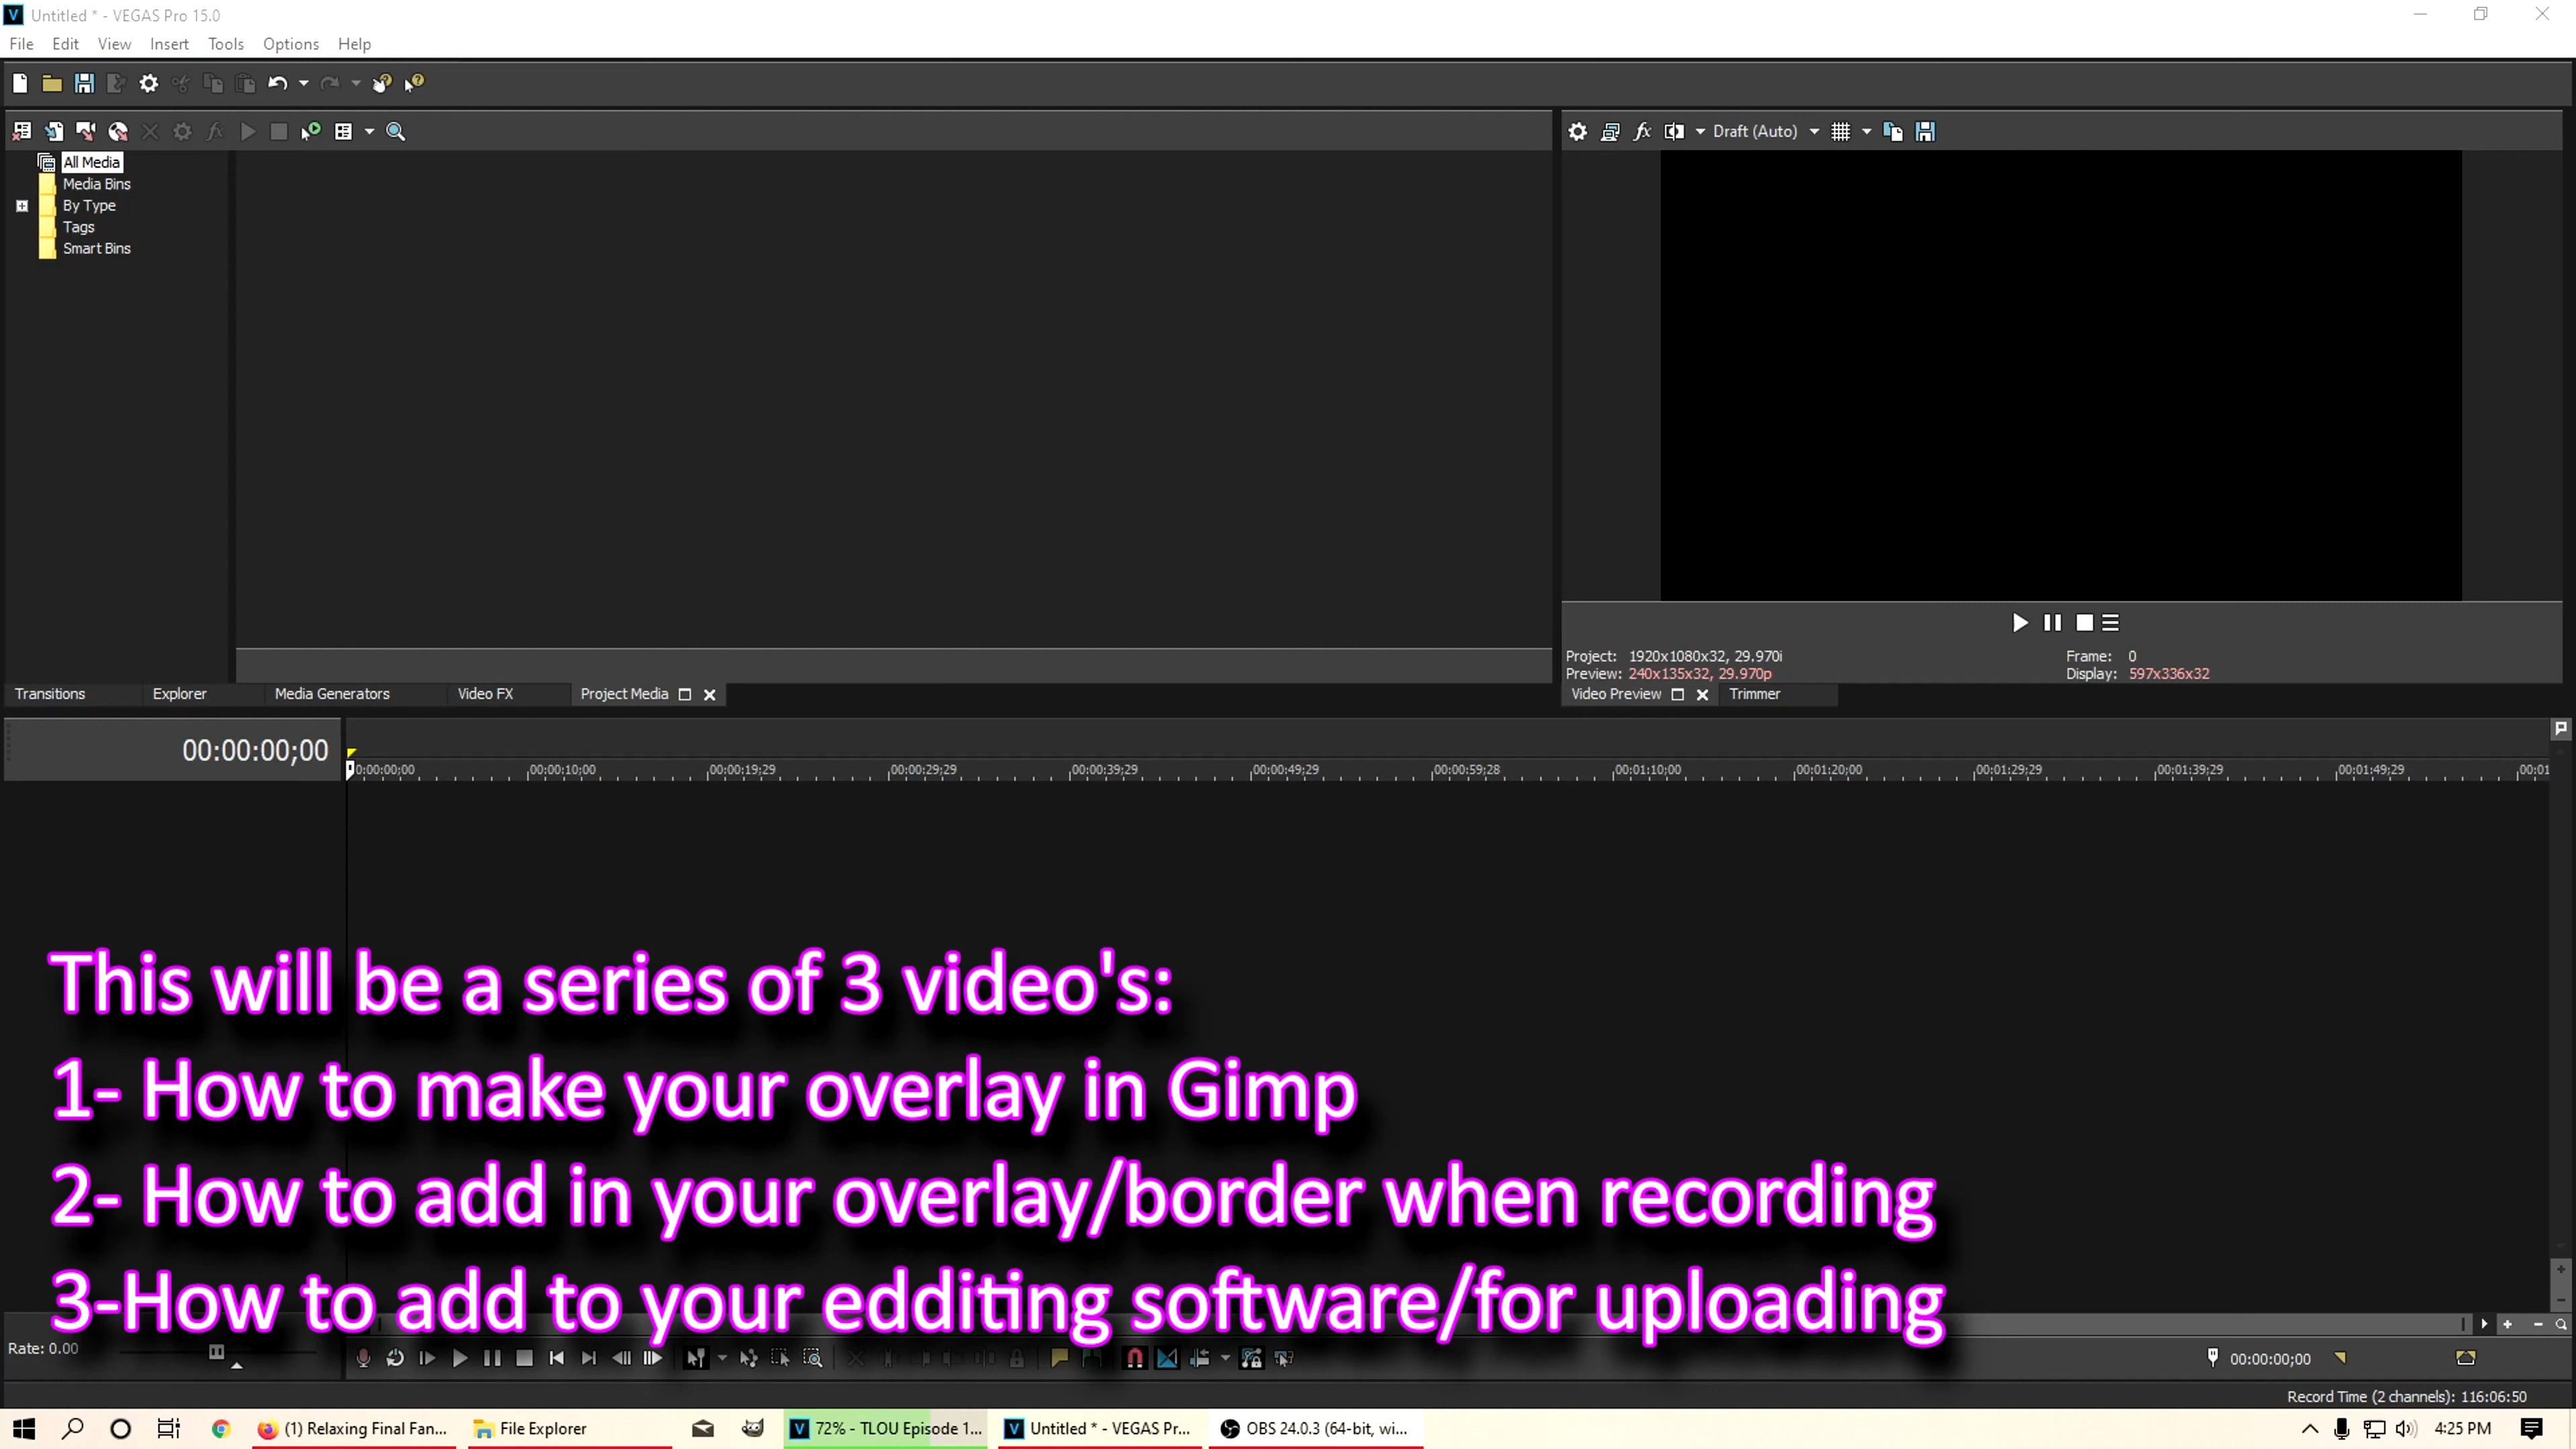 Untitled * - VEGAS Pro 15.0
File Edit View Insert Tools Options Help
Draft (Auto)
All Media
Media Bins
By Type
Tags
Smart Bins
Project: 1920x1080x32, 29.970i
Frame: 0
Preview: 240x135x32, 29.970p
Display: 597x336x32
Transitions Explorer Media Generators Video FX Project Media
Video Preview Trimmer
00:00:00;00
0:00:00;00 00:00:10;00 00:00:19;29 00:00:29;29 00:00:39;29 00:00:49;29 00:00:59;28 00:01:10;00 00:01:20;00 00:01:29;29 00:01:39;29 00:01:49;29 00:01
This will be a series of 3 video's:
1- How to make your overlay in Gimp
2- How to add in your overlay/border when recording
3-How to add to your edditing software/for uploading
Rate: 0.00
00:00:00;00
Record Time (2 channels): 116:06:50
(1) Relaxing Final Fan... File Explorer 72% - TLOU Episode 1... Untitled * - VEGAS Pr... OBS 24.0.3 (64-bit, wi... 4:25 PM